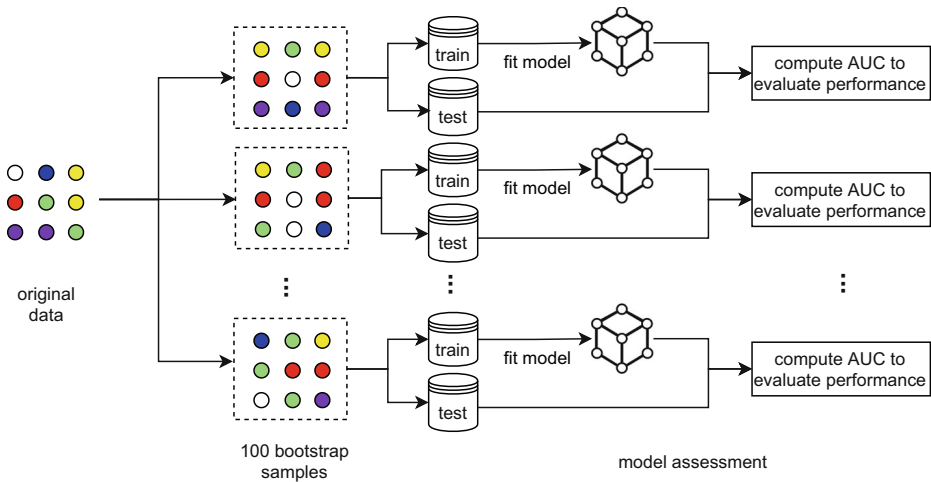 train
fit model
test
compute AUC to
evaluate performance
train
fit model
test
compute AUC to
evaluate performance
original
data
...
...
...
train
fit model
test
compute AUC to
evaluate performance
100 bootstrap
samples
model assessment